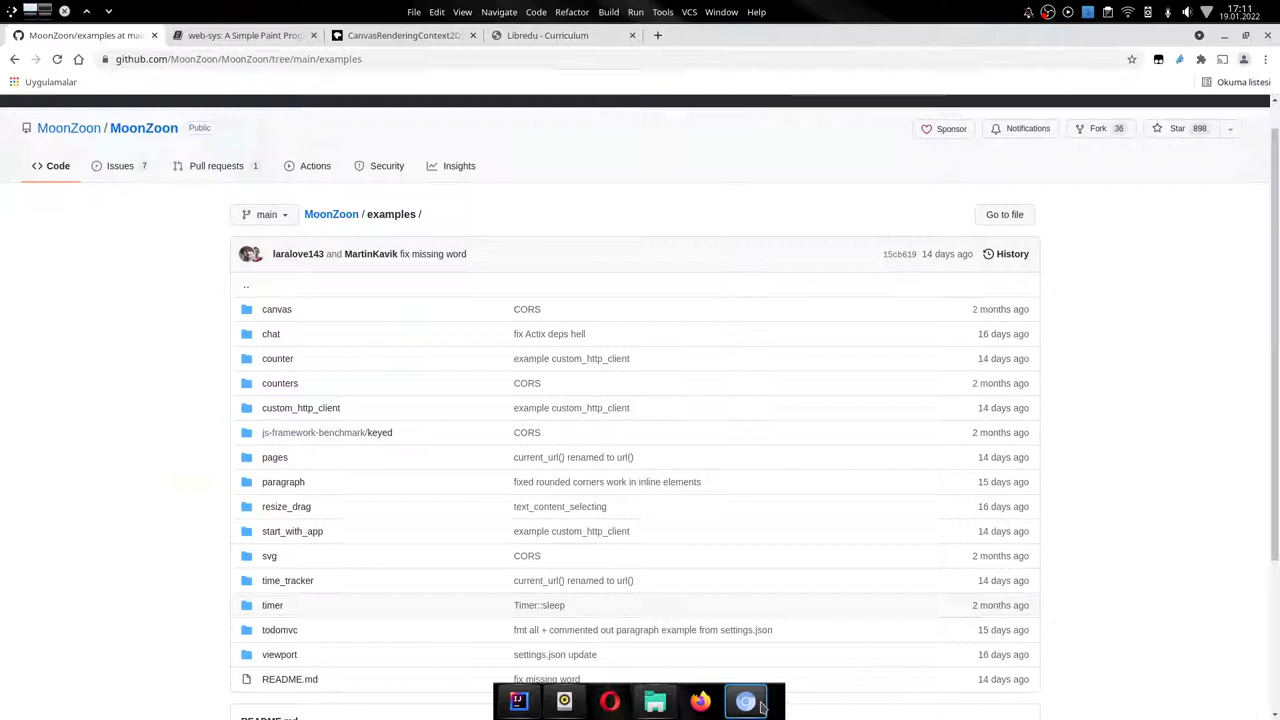 File Edit View Navigate Code Refactor Build Run Tools VCS Window Help
17:11
19.01.2022
MoonZoon/examples at mai
web-sys: A Simple Paint Prog
CanvasRenderingContext2D
Libredu - Curriculum
github.com/MoonZoon/MoonZoon/tree/main/examples
Uygulamalar
Okuma listesi
MoonZoon / MoonZoon Public
Sponsor Notifications Fork 36 Star 898
Code Issues 7 Pull requests 1 Actions Security Insights
main MoonZoon / examples / Go to file
laralove143 and MartinKavik fix missing word 15cb619 14 days ago History
..
canvas CORS 2 months ago
chat fix Actix deps hell 16 days ago
counter example custom_http_client 14 days ago
counters CORS 2 months ago
custom_http_client example custom_http_client 14 days ago
js-framework-benchmark/keyed CORS 2 months ago
pages current_url() renamed to url() 14 days ago
paragraph fixed rounded corners work in inline elements 15 days ago
resize_drag text_content_selecting 16 days ago
start_with_app example custom_http_client 14 days ago
svg CORS 2 months ago
time_tracker current_url() renamed to url() 14 days ago
timer Timer::sleep 2 months ago
todomvc fmt all + commented out paragraph example from settings.json 15 days ago
viewport settings.json update 16 days ago
README.md fix missing word 14 days ago
README.md